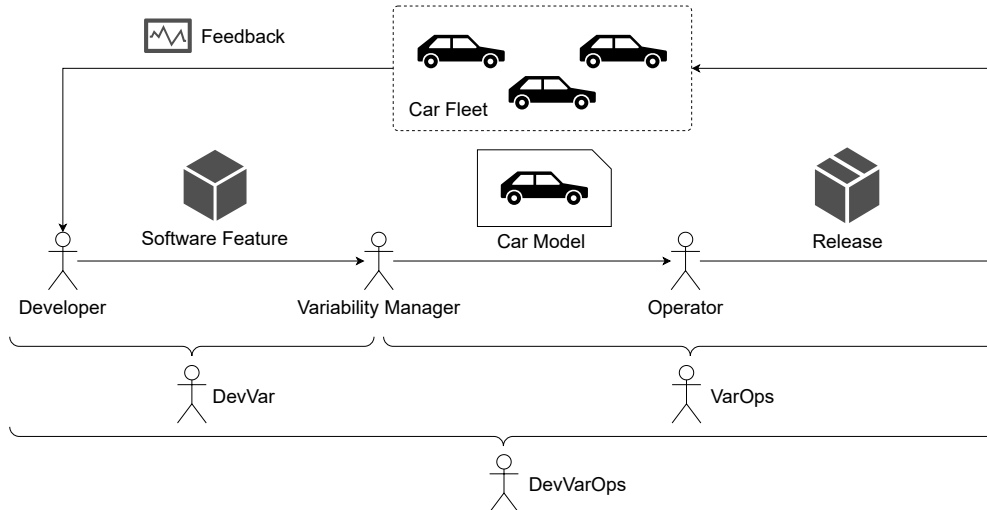 Feedback
Car Fleet
Software Feature
Car Model
Release
Developer
Variability Manager
Operator
DevVar
VarOps
DevVarOps